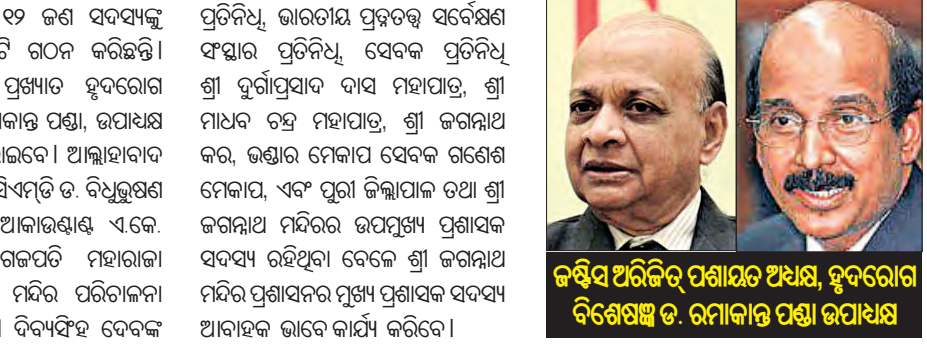 ୧୨ ଜଣ ସଦସ୍ୟଙ୍କୁ
ଗଠନ କରିଛନ୍ତି।
ପ୍ରଖ୍ୟାତ ହୃଦରୋଗ
ପଣ୍ଡା, ଉପାଧ୍ୟକ୍ଷ
ଆଲ୍ଲାହାବାଦ
ଡ. ବିଧୁଭୂଷଣ
ଆକାଉଣ୍ଟାଣ୍ଟ ଏ.କେ.
ଗଜପତି ମହାରାଜା
ମନ୍ଦିର ପରିଚାଳନା
ଦିବ୍ୟସିଂହ ଦେବଙ୍କ
ପ୍ରତିନିଧି, ଭାରତୀୟ ପ୍ରତ୍ନତତ୍ତ୍ୱ ସର୍ବେକ୍ଷଣ
ସଂସ୍ଥାର ପ୍ରତିନିଧି, ସେବକ ପ୍ରତିନିଧି
ଶ୍ରୀ ଦୁର୍ଗାପ୍ରସାଦ ଦାସ ମହାପାତ୍ର, ଶ୍ରୀ
ମାଧବ ଚନ୍ଦ୍ର ମହାପାତ୍ର, ଶ୍ରୀ ଜଗନ୍ନାଥ
କର, ଭଣ୍ଡାର ମେକାପ ସେବକ ଗଣେଶ
ମେକାପ, ଏବଂ ପୁରୀ ଜିଲ୍ଲାପାଳ ତଥା ଶ୍ରୀ
ଜଗନ୍ନାଥ ମନ୍ଦିରର ଉପମୁଖ୍ୟ ପ୍ରଶାସକ
ସଦସ୍ୟ ରହିଥିବା ବେଳେ ଶ୍ରୀ ଜଗନ୍ନାଥ
ମନ୍ଦିର ପ୍ରଶାସନର ମୁଖ୍ୟ ପ୍ରଶାସକ ସଦସ୍ୟ
ଆବାହକ ଭାବେ କାର୍ଯ୍ୟ କରିବେ।
ଜଷ୍ଟିସ ଅରିଜିତ୍ ପଶାୟତ ଅଧ୍ୟକ୍ଷ, ହୃଦରୋଗ
ବିଶେଷଜ୍ଞ ଡ. ରମାକାନ୍ତ ପଣ୍ଡା ଉପାଧ୍ୟକ୍ଷ